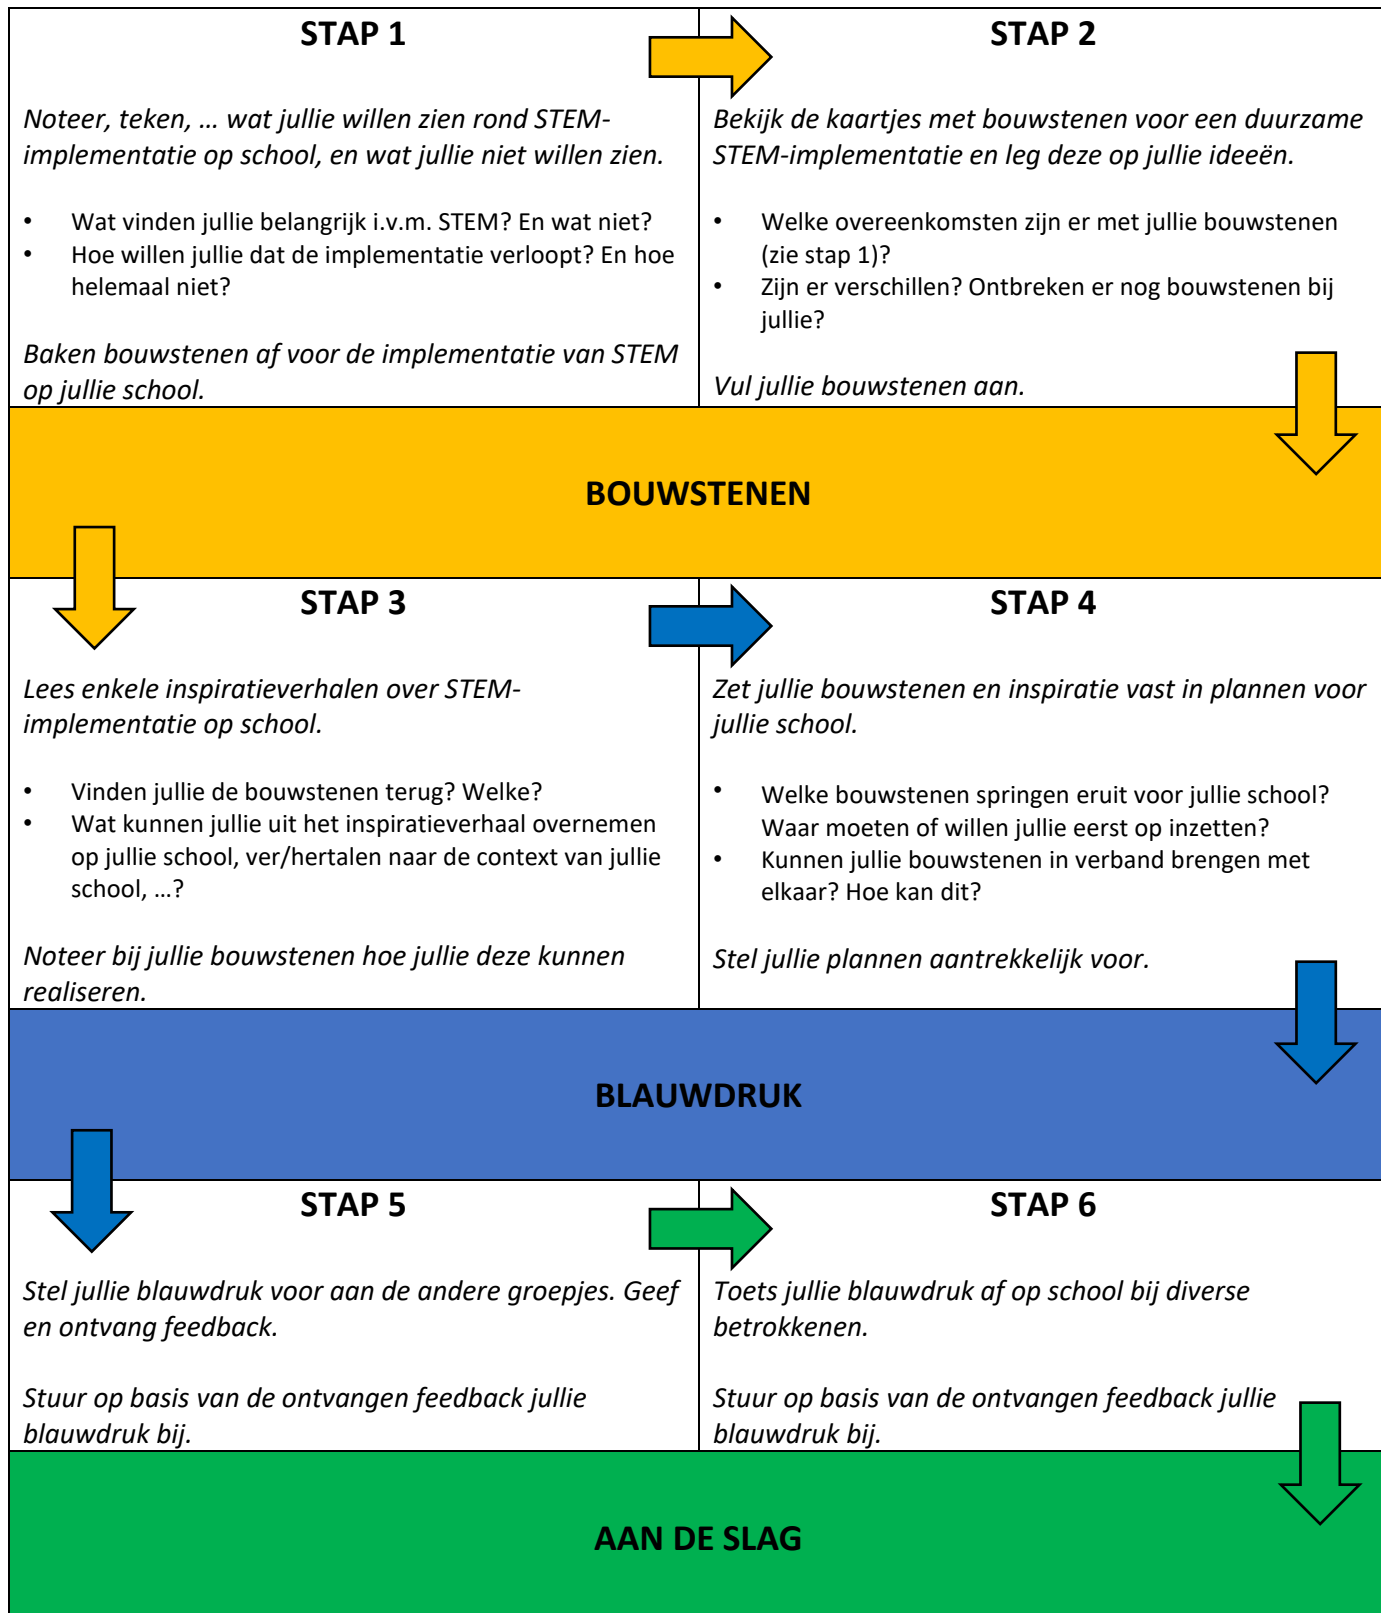 STAP 1
Noteer, teken, … wat jullie willen zien rond STEM-
implementatie op school, en wat jullie niet willen zien.
• Wat vinden jullie belangrijk i.v.m. STEM? En wat niet?
• Hoe willen jullie dat de implementatie verloopt? En hoe
helemaal niet?
Baken bouwstenen af voor de implementatie van STEM
op jullie school.
STAP 2
Bekijk de kaartjes met bouwstenen voor een duurzame
STEM-implementatie en leg deze op jullie ideeën.
• Welke overeenkomsten zijn er met jullie bouwstenen
(zie stap 1)?
• Zijn er verschillen? Ontbreken er nog bouwstenen bij
jullie?
Vul jullie bouwstenen aan.
BOUWSTENEN
STAP 3
Lees enkele inspiratieverhalen over STEM-
implementatie op school.
• Vinden jullie de bouwstenen terug? Welke?
• Wat kunnen jullie uit het inspiratieverhaal overnemen
op jullie school, ver/hertalen naar de context van jullie
school, …?
Noteer bij jullie bouwstenen hoe jullie deze kunnen
realiseren.
STAP 4
Zet jullie bouwstenen en inspiratie vast in plannen voor
jullie school.
• Welke bouwstenen springen eruit voor jullie school?
Waar moeten of willen jullie eerst op inzetten?
• Kunnen jullie bouwstenen in verband brengen met
elkaar? Hoe kan dit?
Stel jullie plannen aantrekkelijk voor.
BLAUWDRUK
STAP 5
Stel jullie blauwdruk voor aan de andere groepjes. Geef
en ontvang feedback.
Stuur op basis van de ontvangen feedback jullie
blauwdruk bij.
STAP 6
Toets jullie blauwdruk af op school bij diverse
betrokkenen.
Stuur op basis van de ontvangen feedback jullie
blauwdruk bij.
AAN DE SLAG